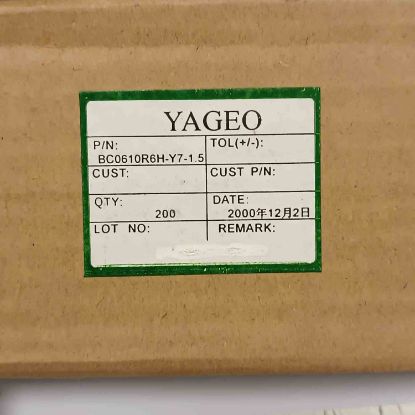 YAGEO
P/N: TOL(+/-):
BC0610R6H-Y7-1.5
CUST: CUST P/N:
QTY: DATE:
200 2000年12月2日
LOT NO: REMARK: